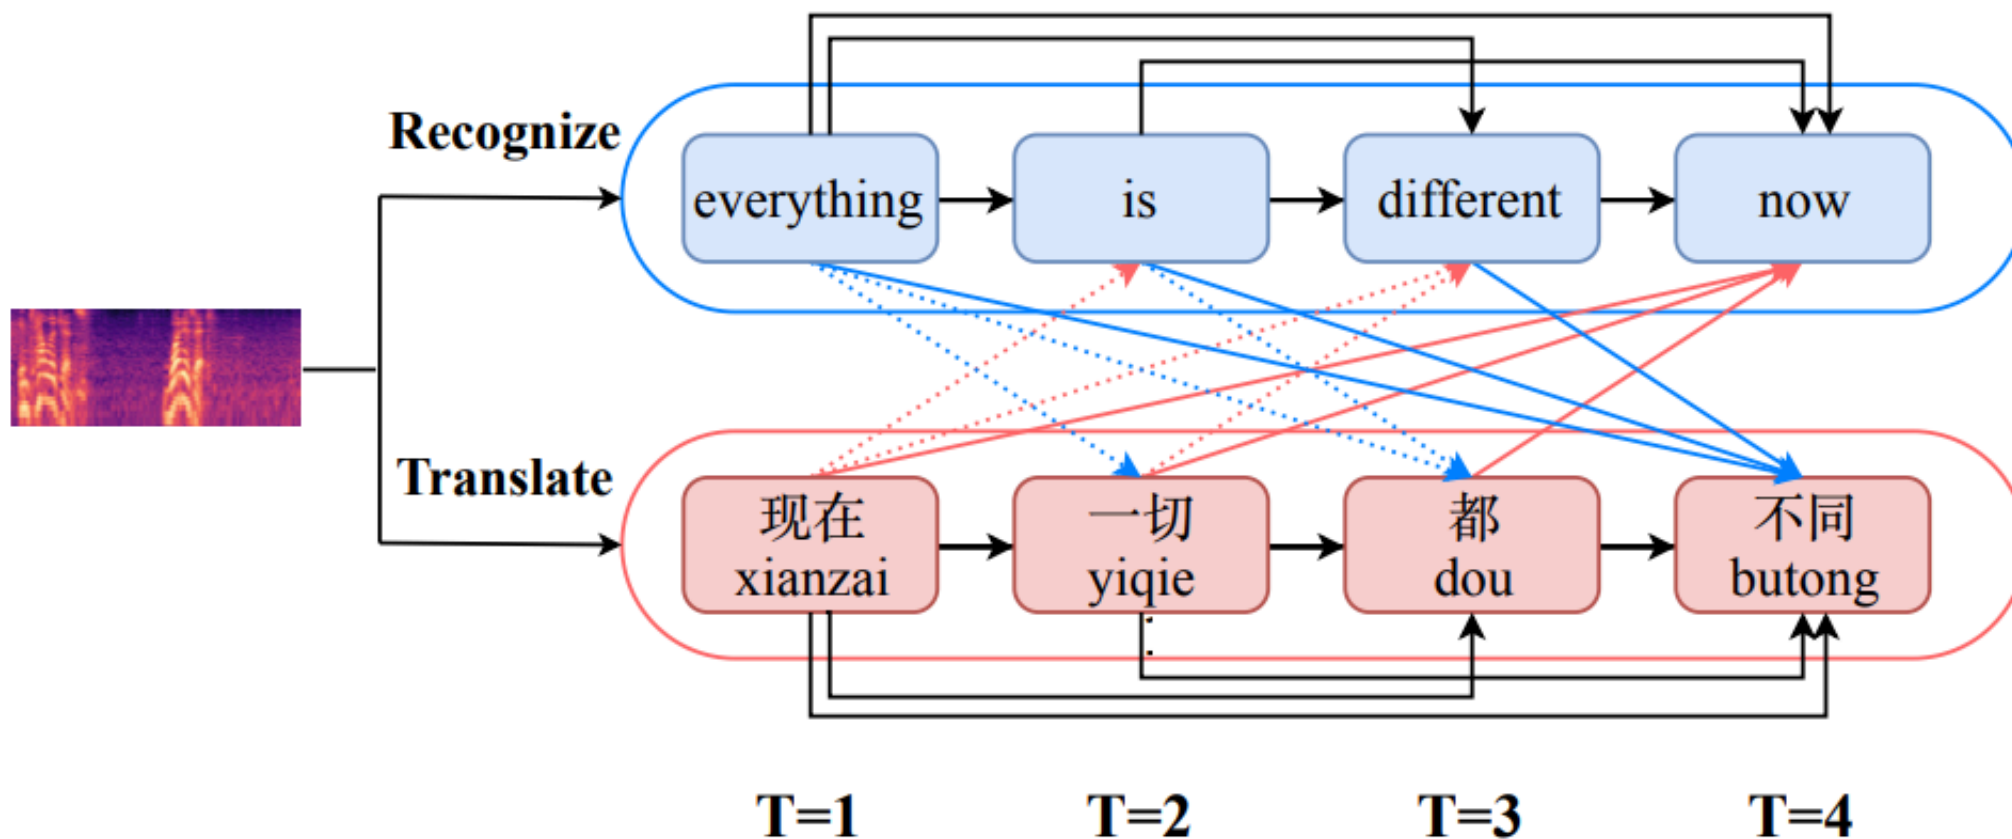 Recognize
everything
is
different
now
Translate
现在
xianzai
一切
yiqie
都
dou
不同
butong
T=1
T=2
T=3
T=4